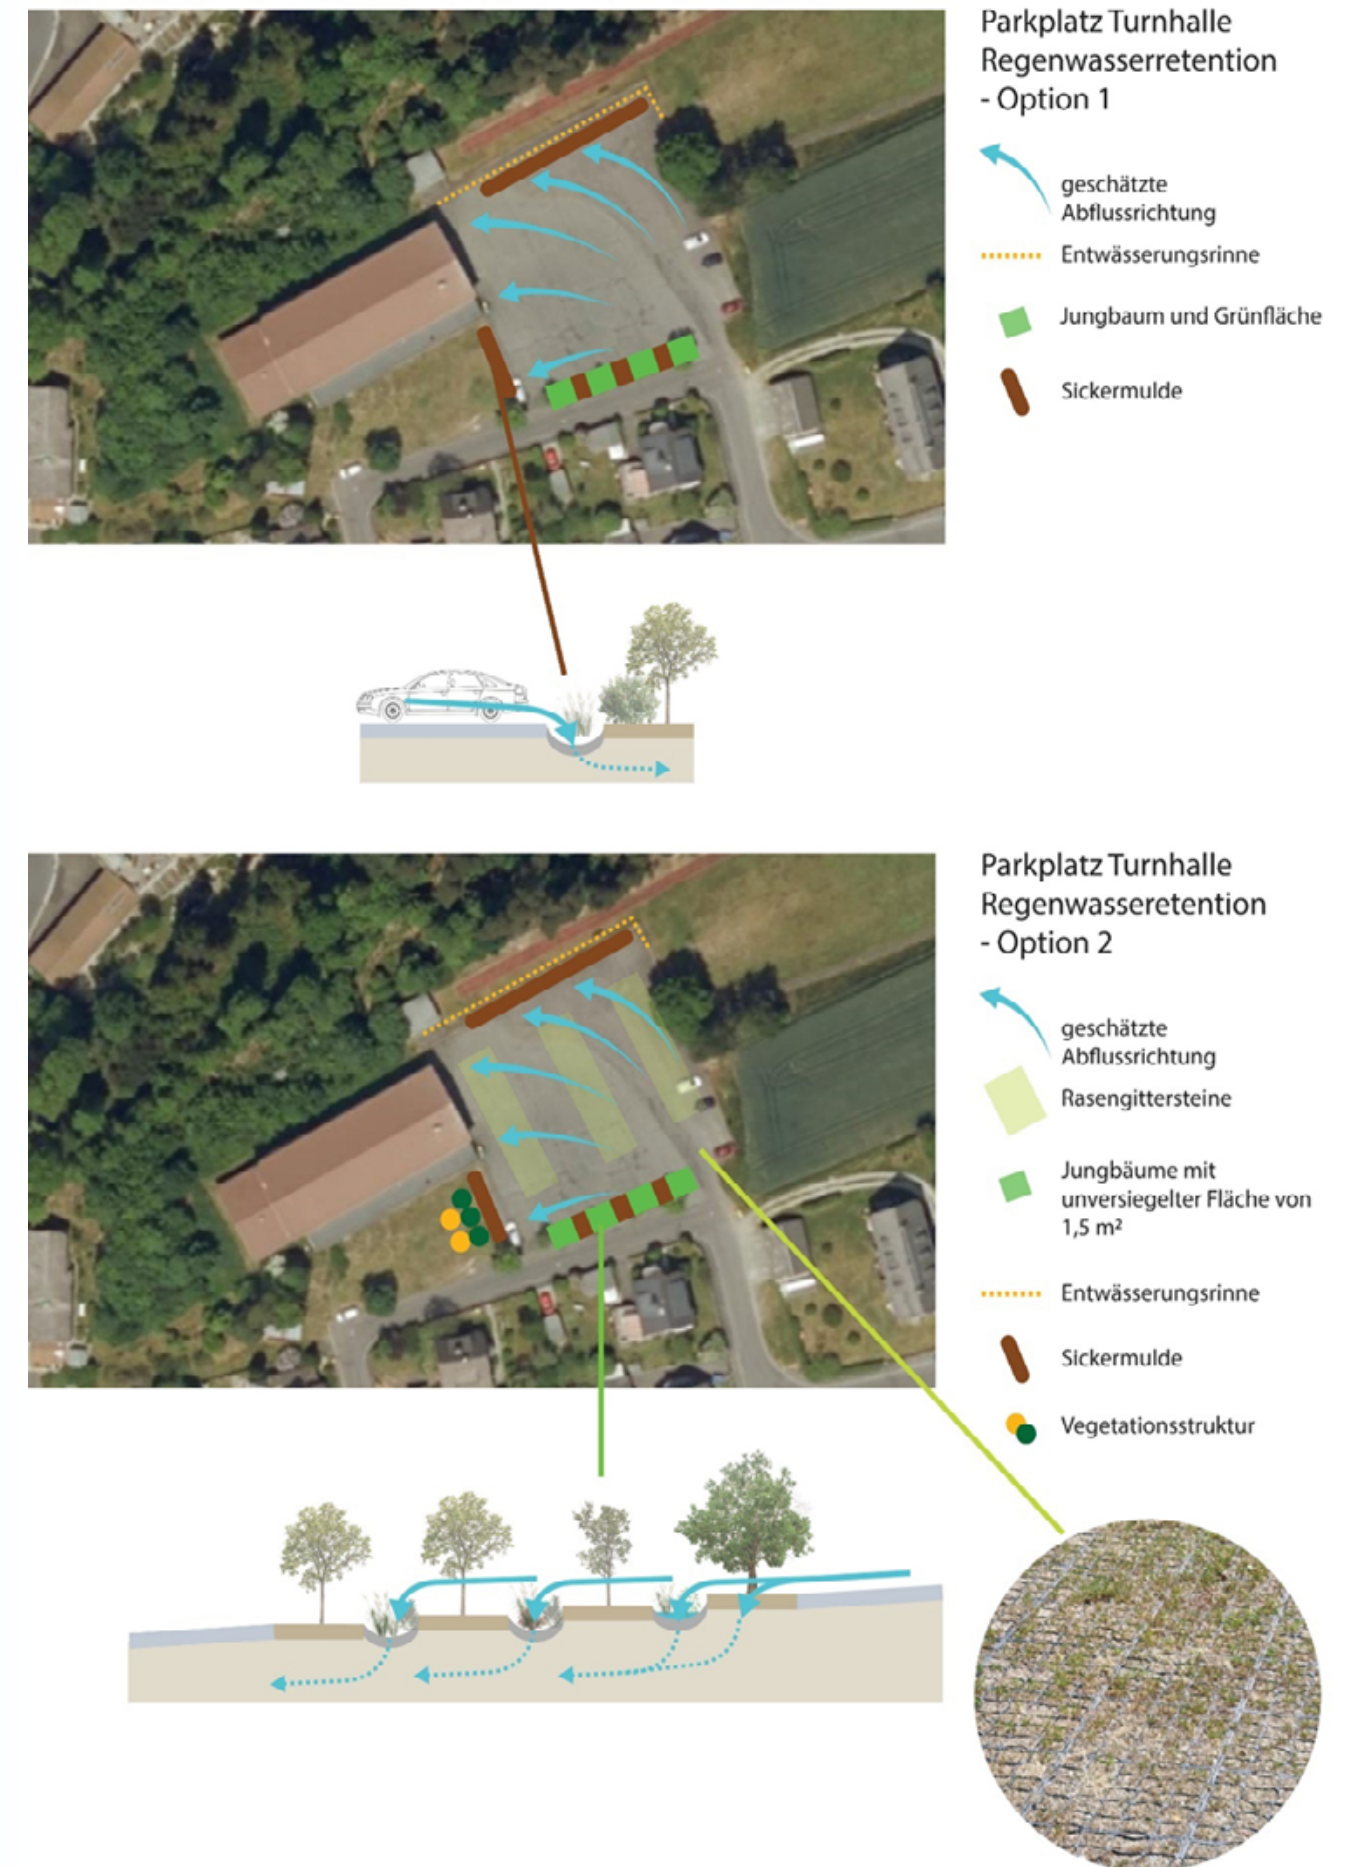 Parkplatz Turnhalle
Regenwasserretention
- Option 1
geschätzte
Abflussrichtung
Entwässerungsrinne
Jungbaum und Grünfläche
Sickermulde
Parkplatz Turnhalle
Regenwasseretention
- Option 2
geschätzte
Abflussrichtung
Rasengittersteine
Jungbäume mit
unversiegelter Fläche von
1,5 m²
Entwässerungsrinne
Sickermulde
Vegetationsstruktur